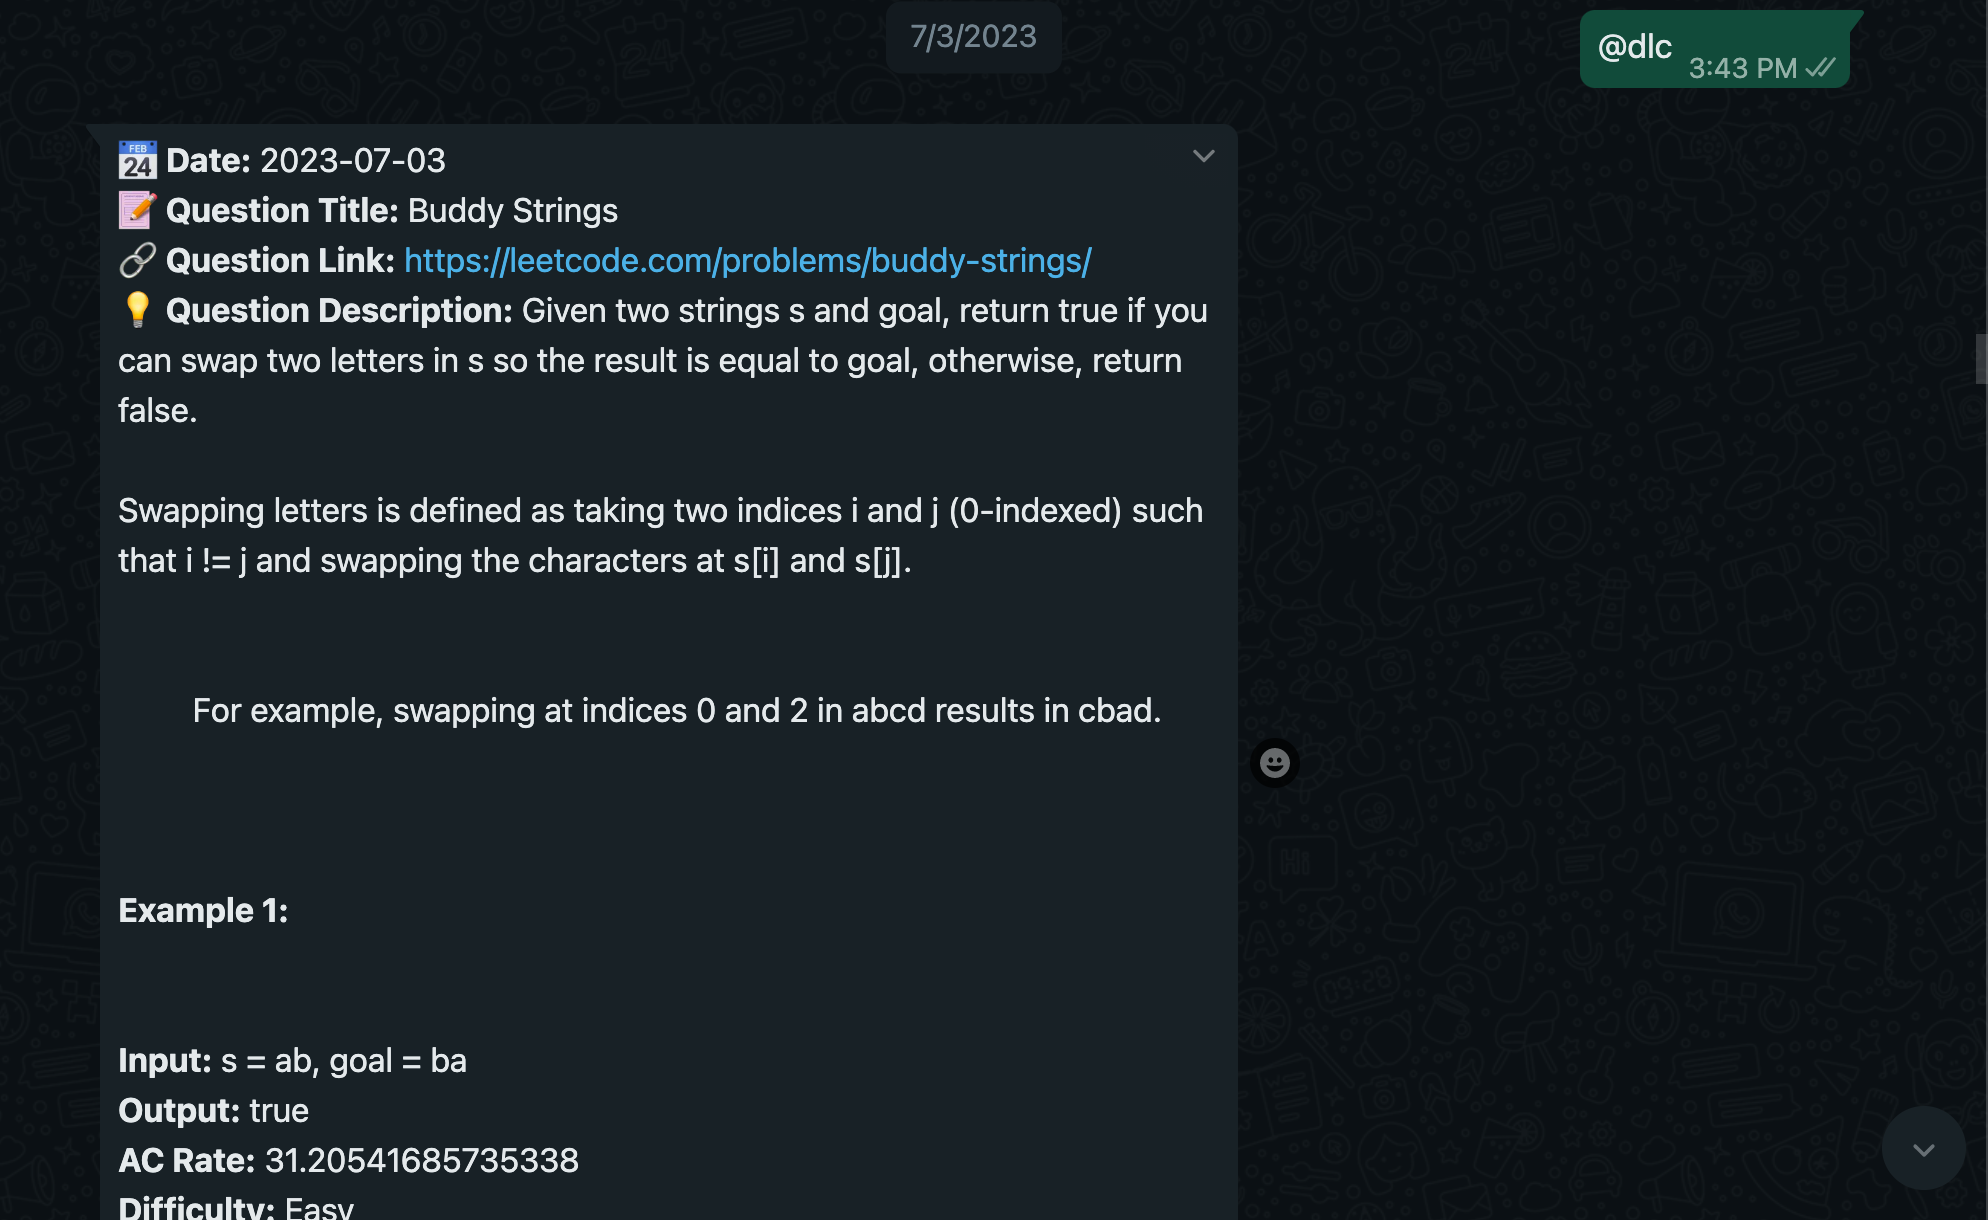 7/3/2023
@dlc
3:43 PM
FEB
24
Date: 2023-07-03
Question Title: Buddy Strings
Question Link: https://leetcode.com/problems/buddy-strings/
Question Description: Given two strings s and goal, return true if you
can swap two letters in s so the result is equal to goal, otherwise, return
false.
Swapping letters is defined as taking two indices i and j (0-indexed) such
that i != j and swapping the characters at s[i] and s[j].
For example, swapping at indices 0 and 2 in abcd results in cbad.
Example 1:
Input: s = ab, goal = ba
Output: true
AC Rate: 31.20541685735338
Difficulty: Easy